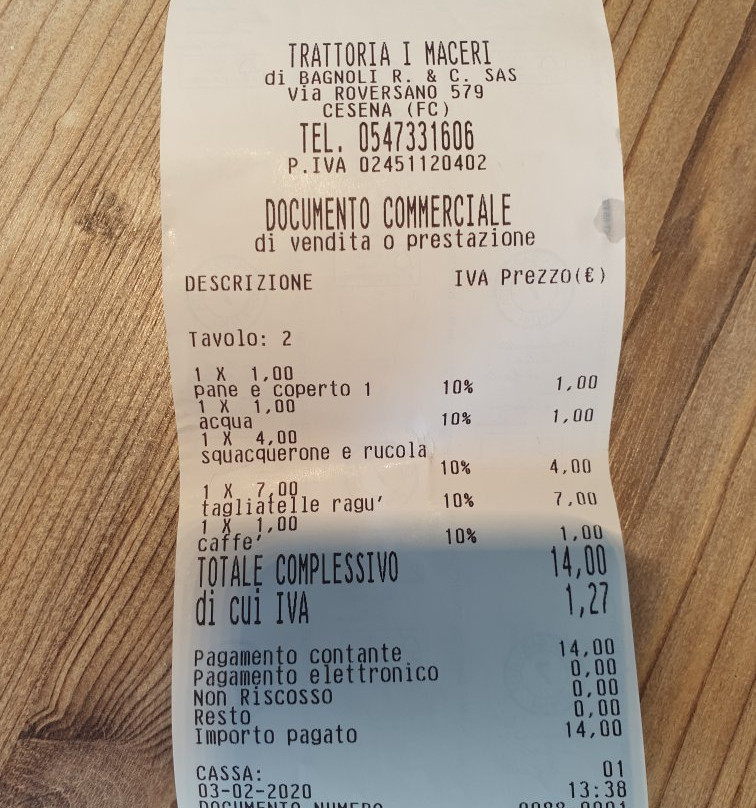 TRATTORIA I MACERI
di BAGNOLI R. & C. SAS
Via ROVERSANO 579
CESENA (FC)
TEL. 0547331606
P.IVA 02451120402
DOCUMENTO COMMERCIALE
di vendita o prestazione
DESCRIZIONE IVA Prezzo(€)
Tavolo: 2
1 X 1,00
pane e coperto 1 10% 1,00
1 X 1,00
acqua 10% 1,00
1 X 4,00
squacquerone e rucola
10% 4,00
1 X 7,00
tagliatelle ragu' 10% 7,00
1 X 1,00
caffe' 10% 1,00
TOTALE COMPLESSIVO 14,00
di cui IVA 1,27
Pagamento contante 14,00
Pagamento elettronico 0,00
Non Riscosso 0,00
Resto 0,00
Importo pagato 14,00
CASSA: 01
03-02-2020 13:38
DOCUMENTO NUMERO